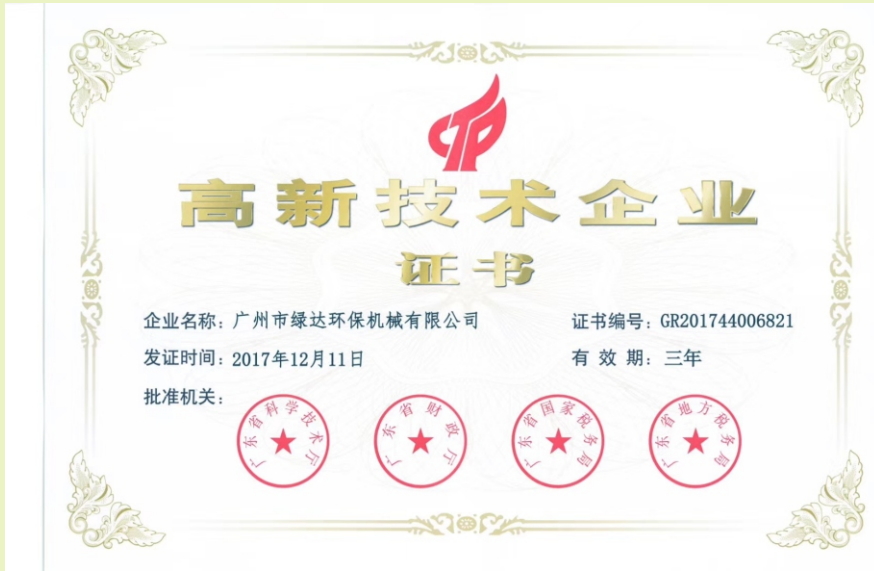 高新技术企业
证书
企业名称：广州市绿达环保机械有限公司
证书编号：GR201744006821
发证时间：2017年12月11日
有 效 期：三年
批准机关：
广东省科学技术厅
广东省财政厅
广东省国家税务局
广东省地方税务局